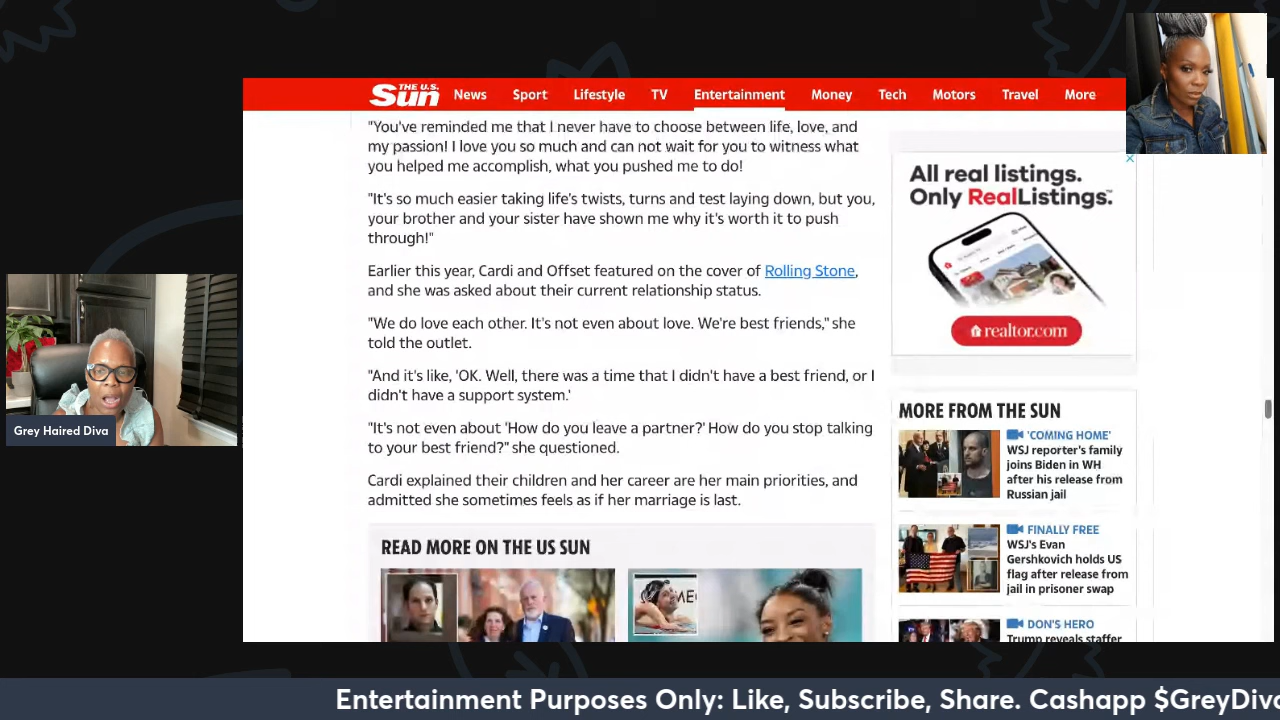 THE U.S. Sun
News Sport Lifestyle TV Entertainment Money Tech Motors Travel More
"You've reminded me that I never have to choose between life, love, and
my passion! I love you so much and can not wait for you to witness what
you helped me accomplish, what you pushed me to do!
"It's so much easier taking life's twists, turns and test laying down, but you,
your brother and your sister have shown me why it's worth it to push
through!"
Earlier this year, Cardi and Offset featured on the cover of Rolling Stone,
and she was asked about their current relationship status.
"We do love each other. It's not even about love. We're best friends," she
told the outlet.
"And it's like, 'OK. Well, there was a time that I didn't have a best friend, or I
didn't have a support system.'
"It's not even about 'How do you leave a partner?' How do you stop talking
to your best friend?" she questioned.
Cardi explained their children and her career are her main priorities, and
admitted she sometimes feels as if her marriage is last.
READ MORE ON THE US SUN
All real listings.
Only RealListings.™
realtor.com
MORE FROM THE SUN
'COMING HOME'
WSJ reporter's family
joins Biden in WH
after his release from
Russian jail
FINALLY FREE
WSJ's Evan
Gershkovich holds US
flag after release from
jail in prisoner swap
DON'S HERO
Trump reveals staffer
Grey Haired Diva
Entertainment Purposes Only: Like, Subscribe, Share. Cashapp $GreyDiva